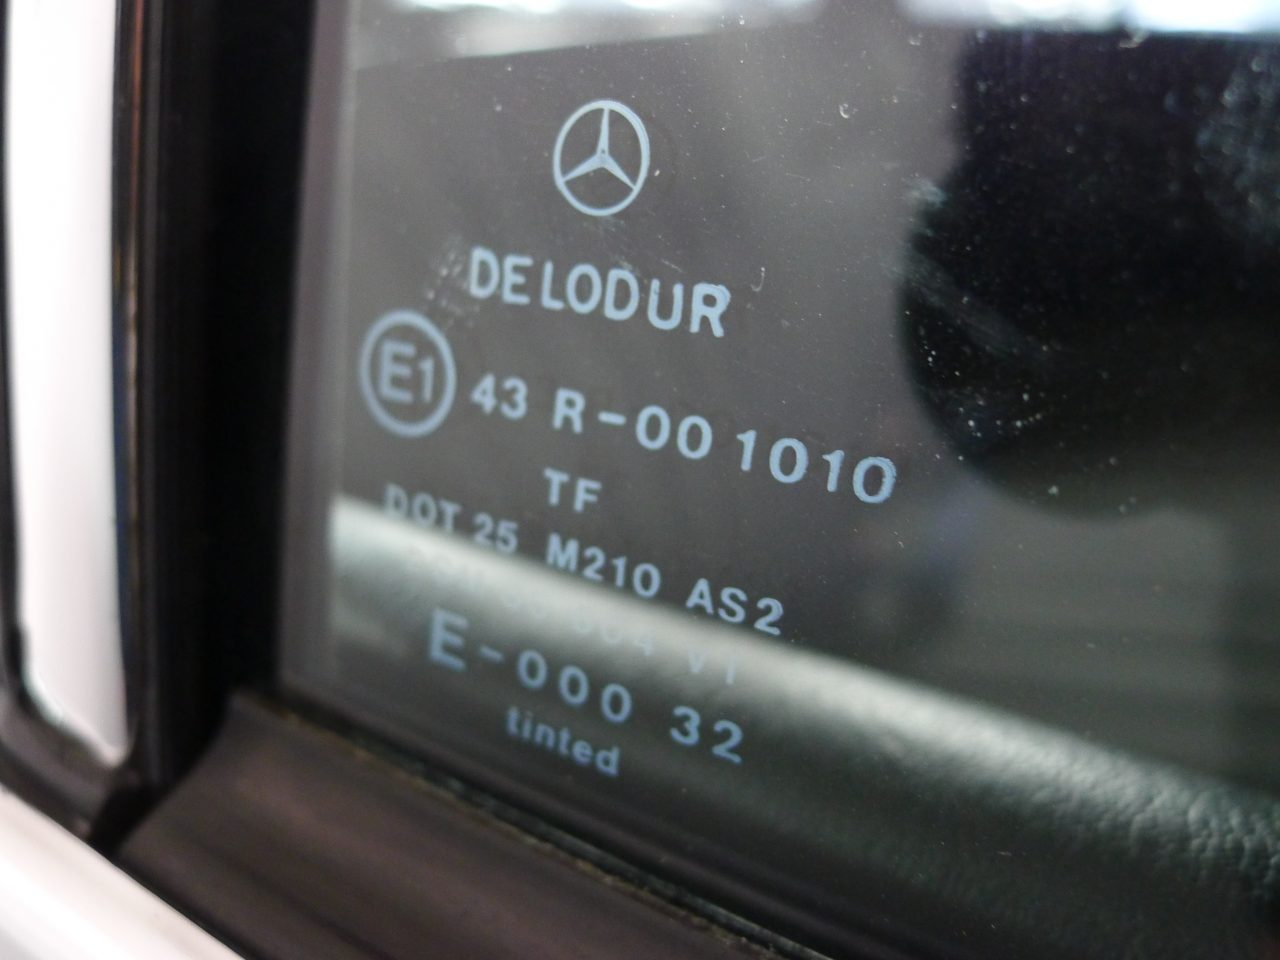 DELODUR
E1 43 R-00 1010
TF
DOT 25 M210 AS2
E-000 32
tinted